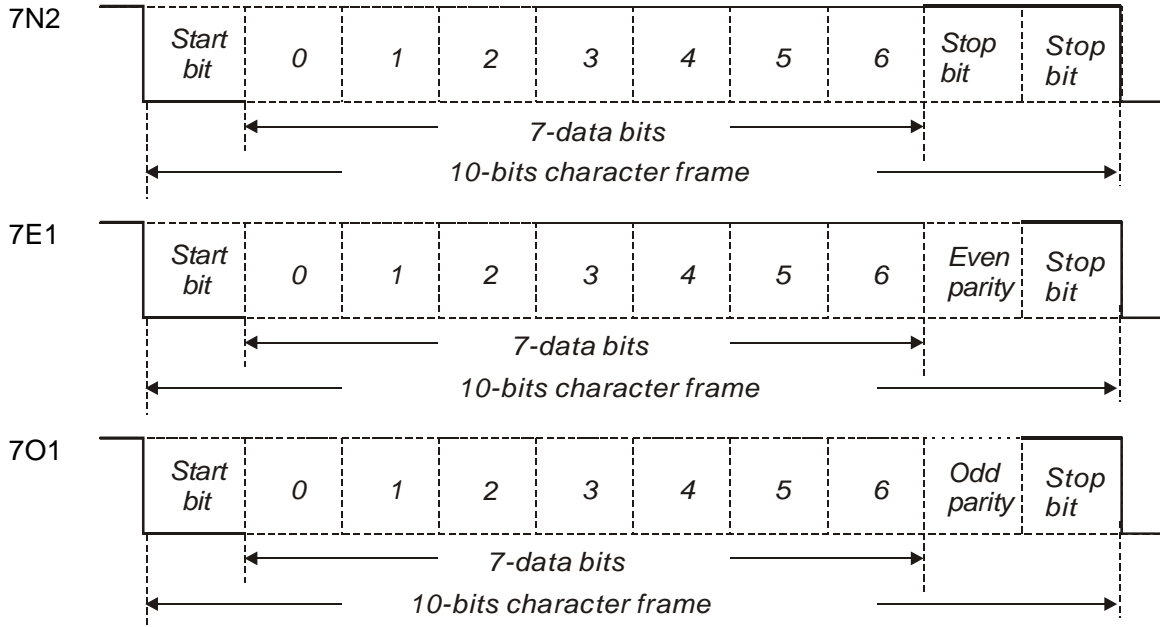 7N2
Start bit 0 1 2 3 4 5 6 Stop bit Stop bit
7-data bits
10-bits character frame
7E1
Start bit 0 1 2 3 4 5 6 Even parity Stop bit
7-data bits
10-bits character frame
7O1
Start bit 0 1 2 3 4 5 6 Odd parity Stop bit
7-data bits
10-bits character frame